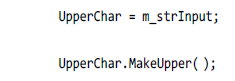 UpperChar = m_strInput;
UpperChar.MakeUpper( );